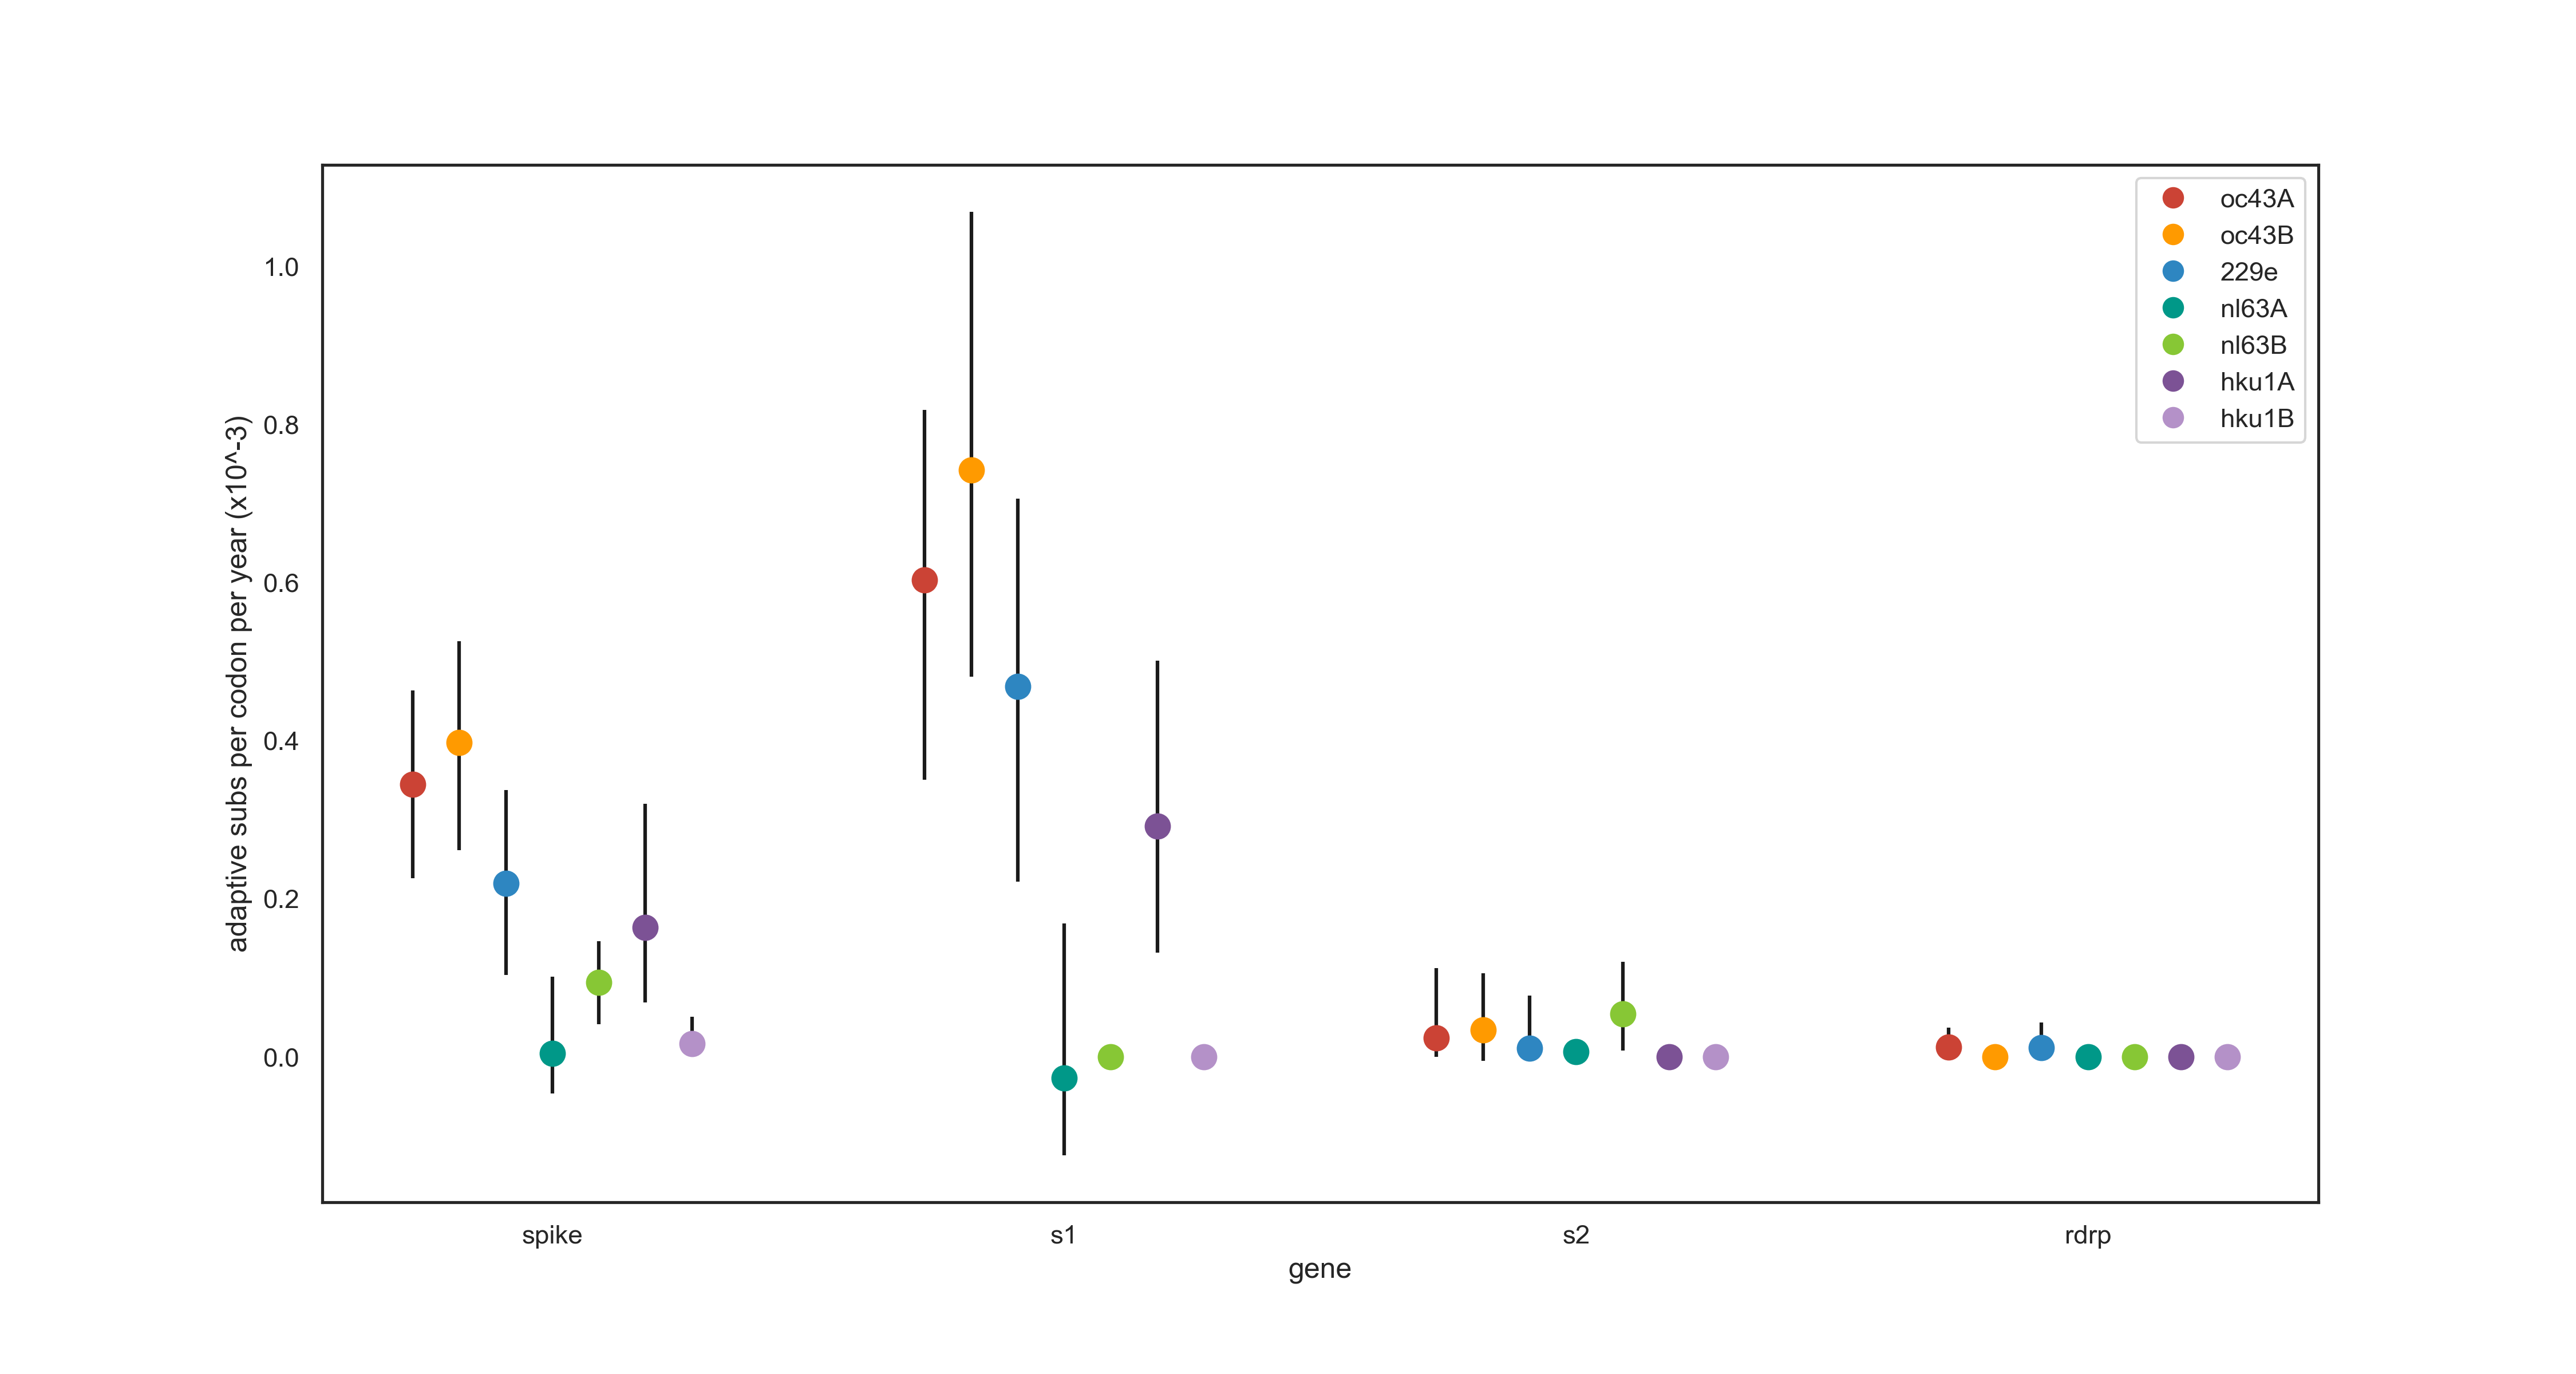 oc43A
oc43B
229e
nl63A
nl63B
hku1A
hku1B
1.0
0.8
0.6
0.4
0.2
0.0
adaptive subs per codon per year (x10^-3)
spike s1 s2 rdrp
gene